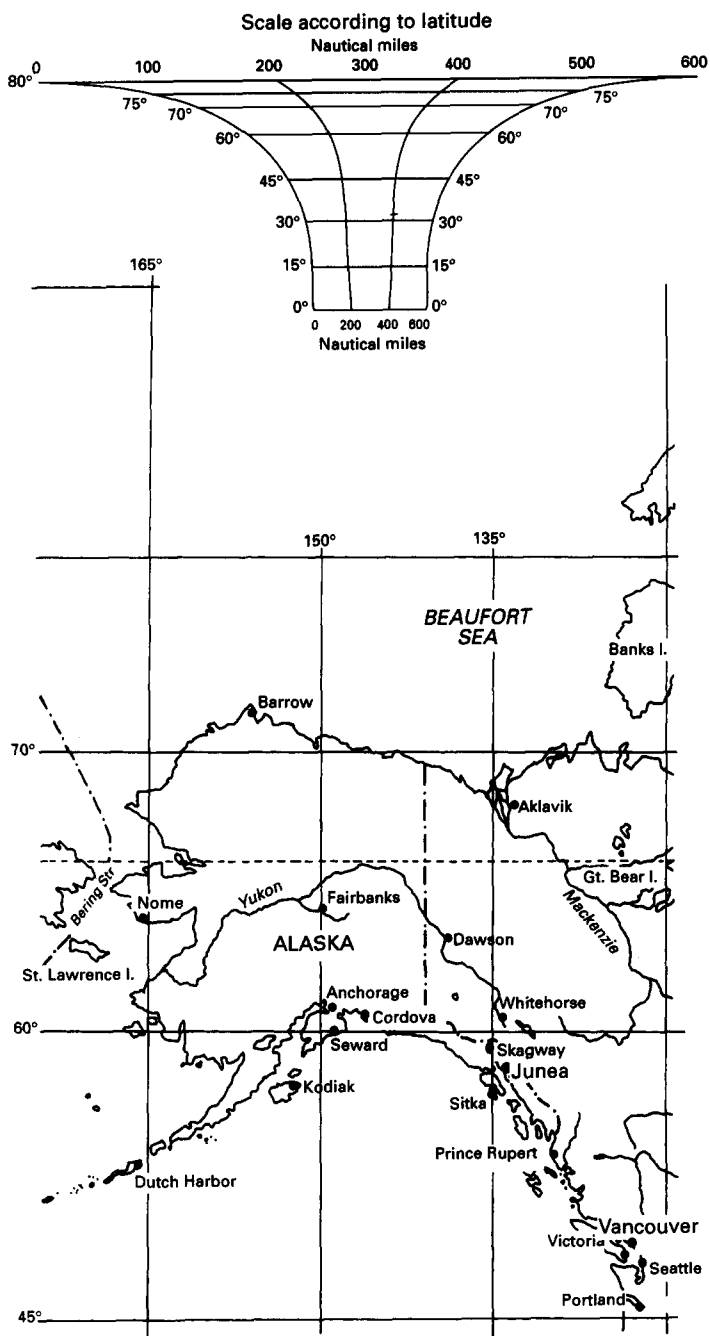 Scale according to latitude
Nautical miles
0 100 200 300 400 500 600
80°
75° 75°
70° 70°
60° 60°
45° 45°
30° 30°
15° 15°
0° 0°
0 200 400 600
Nautical miles
165°
150° 135°
BEAUFORT
SEA
Banks I.
Barrow
70°
Aklavik
Gt. Bear I.
Bering Str
Nome
Yukon
Fairbanks
Mackenzie
ALASKA
Dawson
St. Lawrence I.
Anchorage
Whitehorse
Cordova
60°
Seward
Skagway
Junea
Kodiak
Sitka
Prince Rupert
Dutch Harbor
Vancouver
Victoria
Seattle
Portland
45°